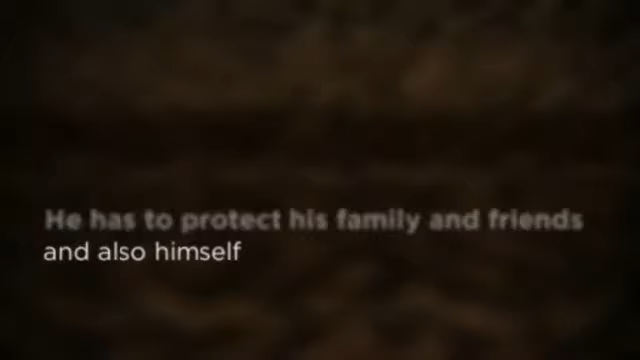 He has to protect his family and friends
and also himself